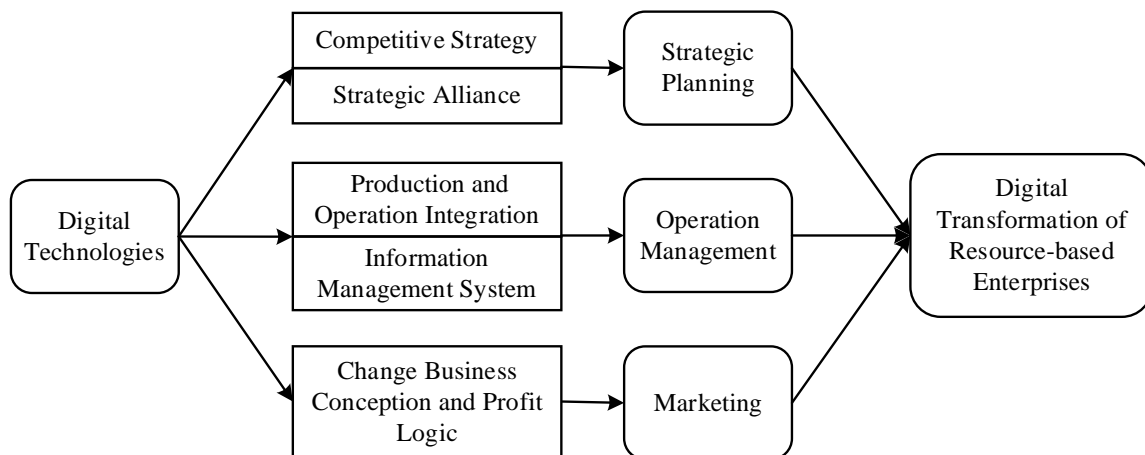 Digital
Technologies
Competitive Strategy
Strategic Alliance
Production and
Operation Integration
Information
Management System
Change Business
Conception and Profit
Logic
Strategic
Planning
Operation
Management
Marketing
Digital
Transformation of
Resource-based
Enterprises